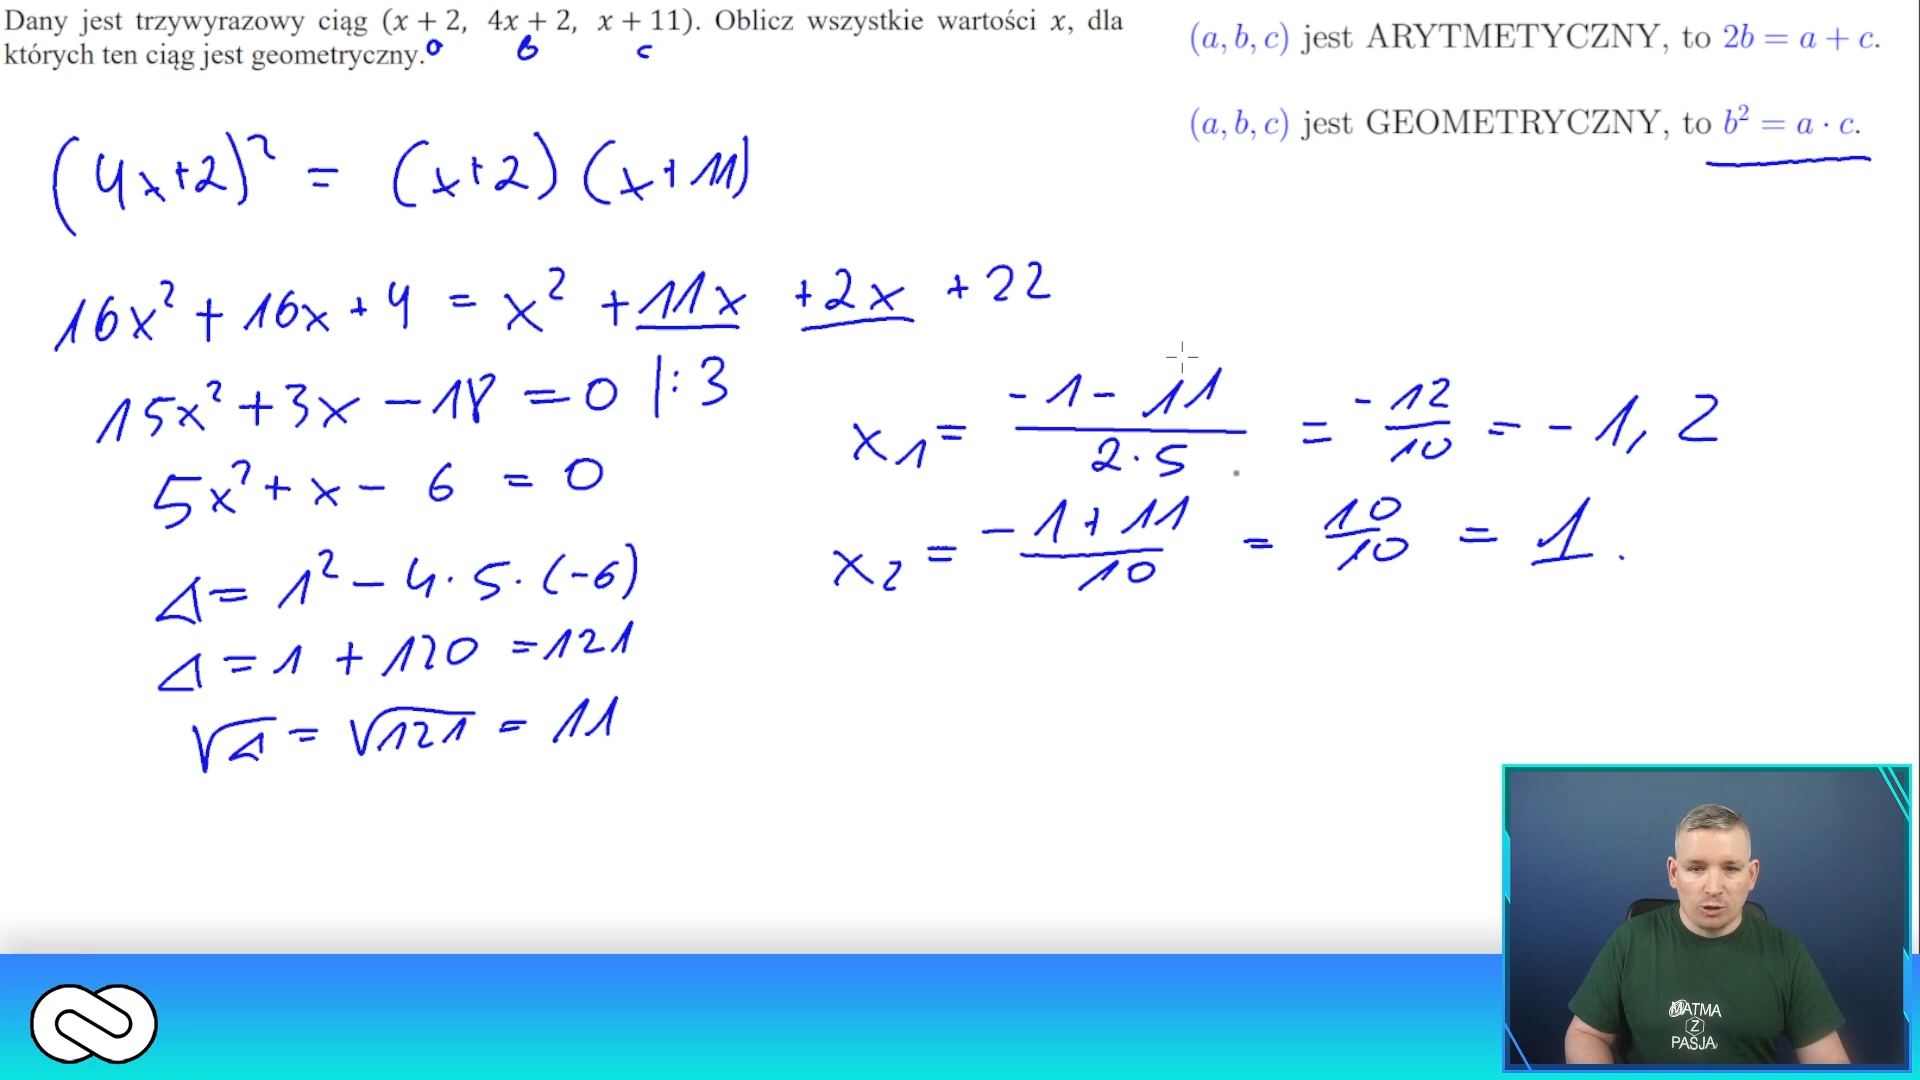 Dany jest trzywyrazowy ciąg (x + 2, 4x + 2, x + 11). Oblicz wszystkie wartości x, dla
których ten ciąg jest geometryczny.
a b c
(a, b, c) jest ARYTMETYCZNY, to 2b = a + c.
(a, b, c) jest GEOMETRYCZNY, to b² = a · c.
(4x+2)² = (x+2)(x+11)
16x² + 16x + 4 = x² + 11x + 2x + 22
15x² + 3x − 18 = 0 |: 3
5x² + x − 6 = 0
Δ = 1² − 4 · 5 · (−6)
Δ = 1 + 120 = 121
√Δ = √121 = 11
x₁ = (−1−11)/(2·5) = −12/10 = −1,2
x₂ = (−1+11)/10 = 10/10 = 1.
MATMA
Z
PASJĄ